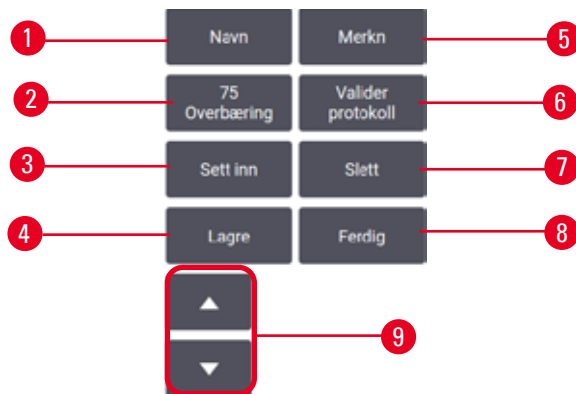 1
Navn
Merkn
5
2
75
Overbæring
Valider
protokoll
6
3
Sett inn
Slett
7
4
Lagre
Ferdig
8
9